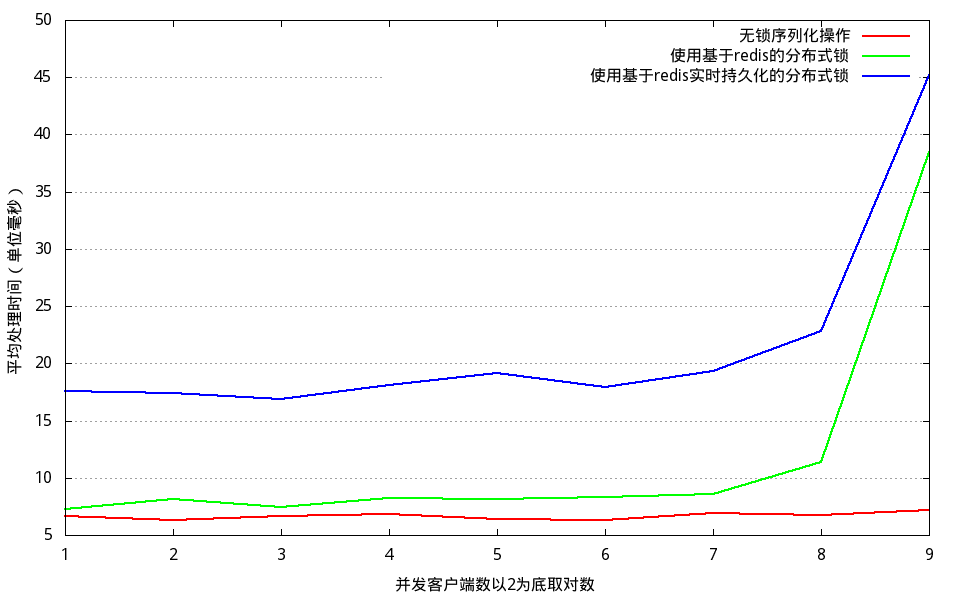 50
45
40
35
30
25
20
15
10
5
无锁序列化操作
使用基于redis的分布式锁
使用基于redis实时持久化的分布式锁
平均处理时间（单位毫秒）
1 2 3 4 5 6 7 8 9
并发客户端数以2为底取对数